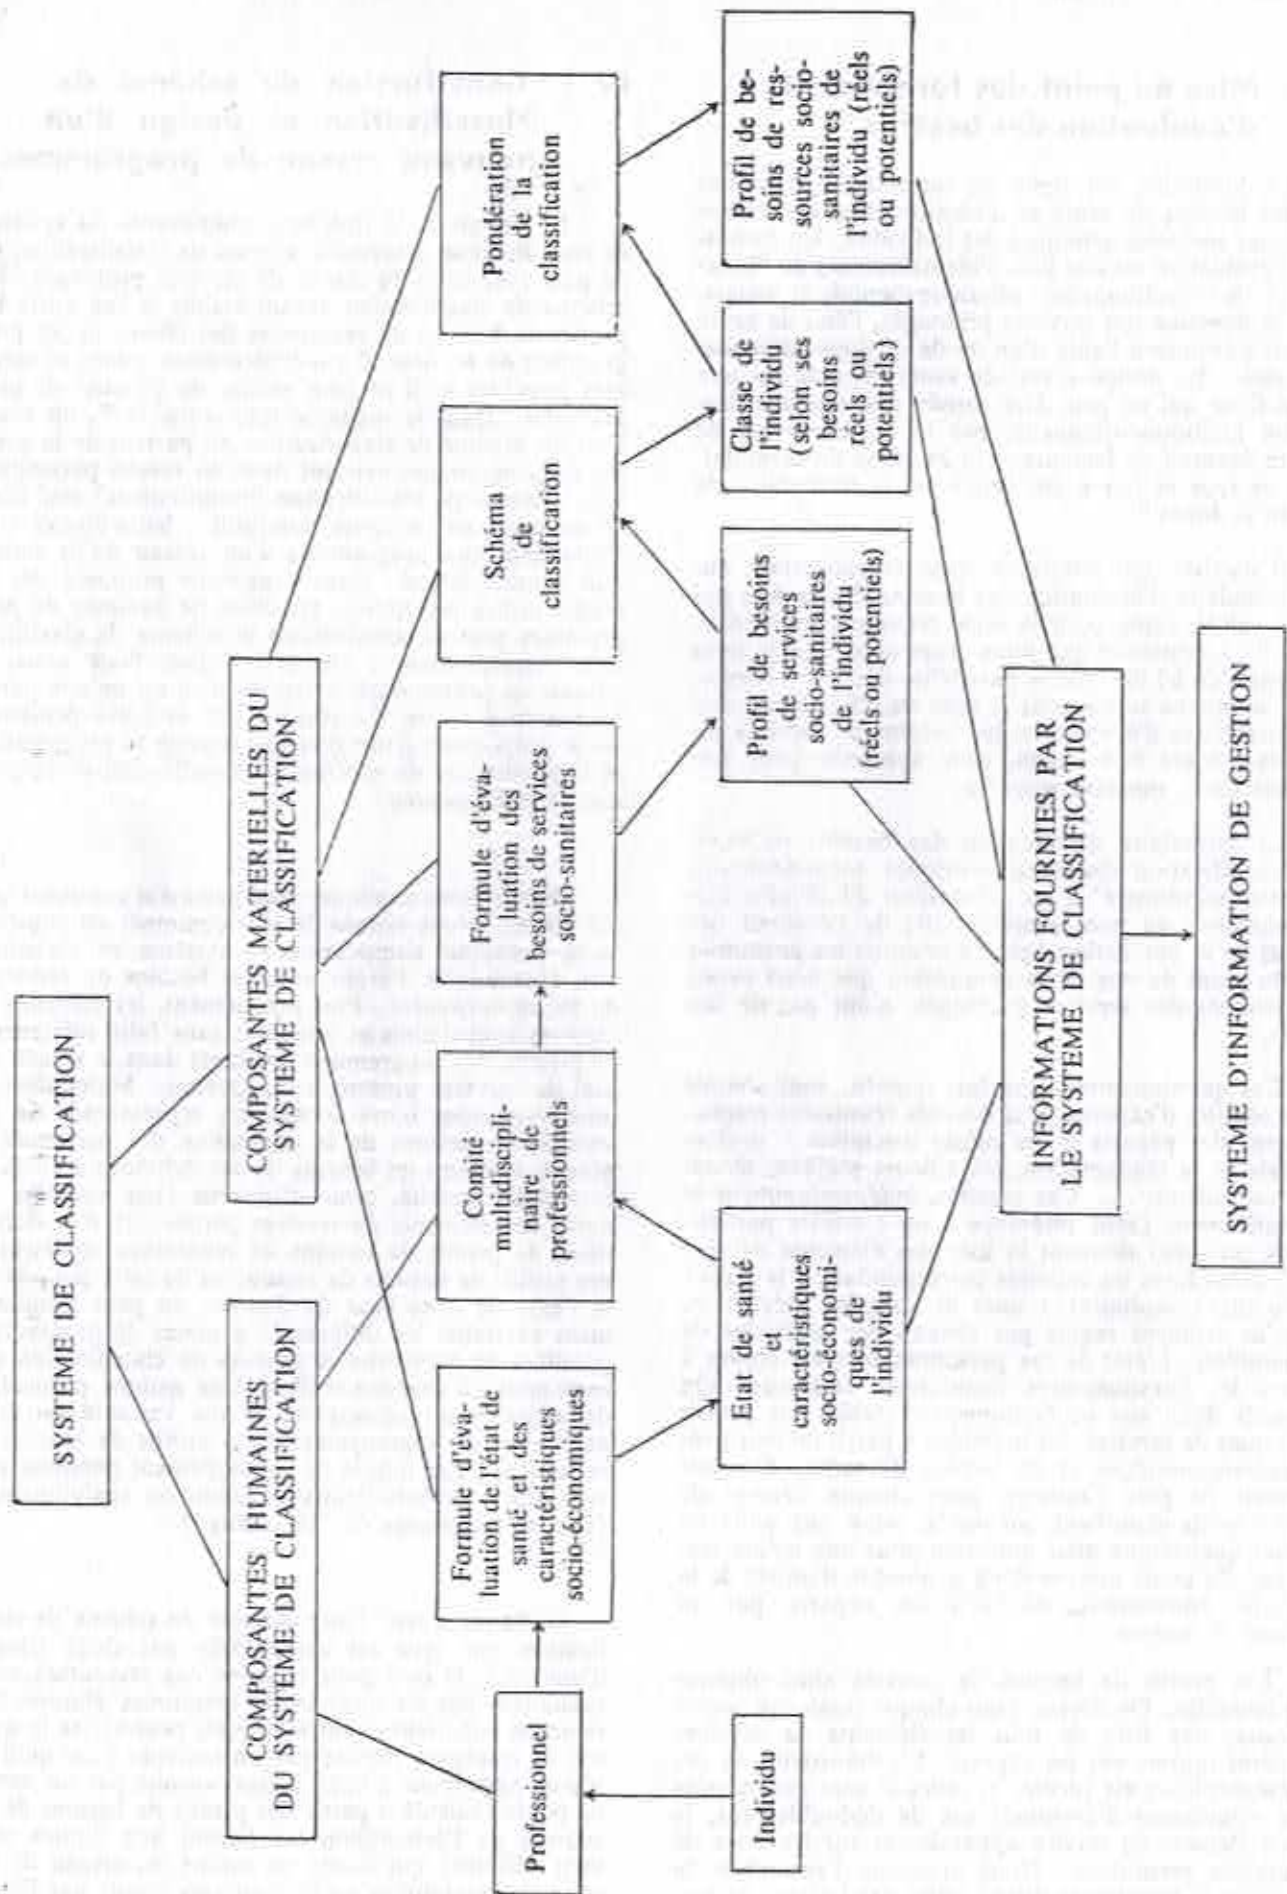 SYSTEME DE CLASSIFICATION
COMPOSANTES HUMAINES
DU SYSTEME DE CLASSIFICATION
COMPOSANTES MATERIELLES DU
SYSTEME DE CLASSIFICATION
Professionnel
Formule d'éva-
luation de l'état de
santé et des
caractéristiques
socio-économiques
Comité
multidiscipli-
naire de
professionnels
Formule d'éva-
luation des
besoins de services
socio-sanitaires
Schéma
de
classification
Pondération
de la
classification
Individu
Etat de santé
et
caractéristiques
socio-économi-
ques de
l'individu
Profil de besoins
de services
socio-sanitaires
de l'individu
(réels ou potentiels)
Classe de
l'individu
(selon ses
besoins
réels ou
potentiels)
Profil de be-
soins de res-
sources socio-
sanitaires de
l'individu (réels
ou potentiels)
INFORMATIONS FOURNIES PAR
LE SYSTEME DE CLASSIFICATION
SYSTEME D'INFORMATION DE GESTION